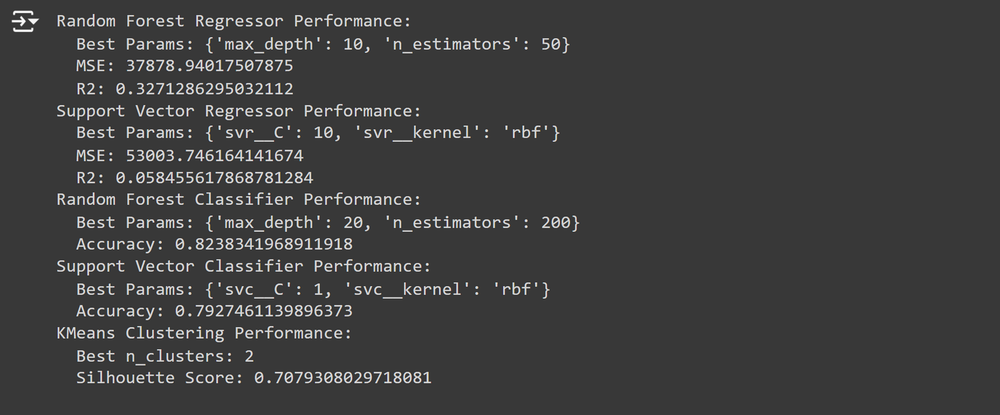 Random Forest Regressor Performance:
  Best Params: {'max_depth': 10, 'n_estimators': 50}
  MSE: 37878.94017507875
  R2: 0.3271286295032112
Support Vector Regressor Performance:
  Best Params: {'svr__C': 10, 'svr__kernel': 'rbf'}
  MSE: 53003.746164141674
  R2: 0.058455617868781284
Random Forest Classifier Performance:
  Best Params: {'max_depth': 20, 'n_estimators': 200}
  Accuracy: 0.8238341968911918
Support Vector Classifier Performance:
  Best Params: {'svc__C': 1, 'svc__kernel': 'rbf'}
  Accuracy: 0.7927461139896373
KMeans Clustering Performance:
  Best n_clusters: 2
  Silhouette Score: 0.7079308029718081